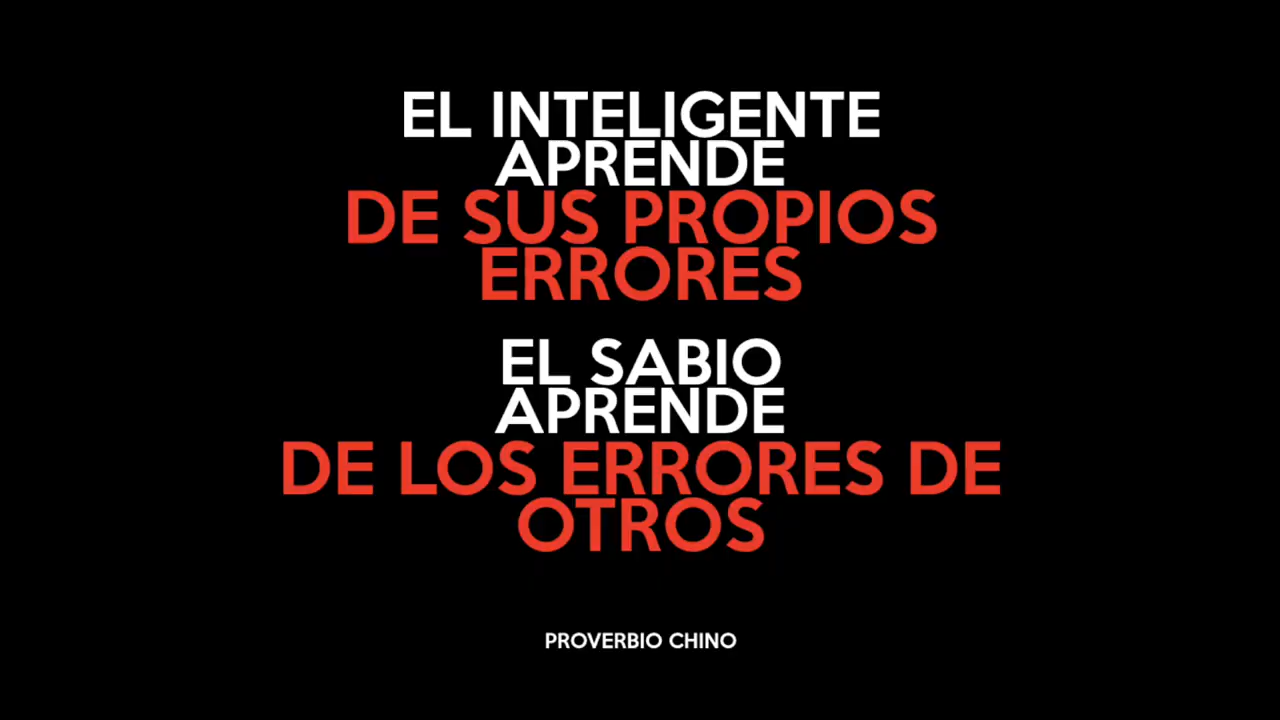 EL INTELIGENTE
APRENDE
DE SUS PROPIOS
ERRORES
EL SABIO
APRENDE
DE LOS ERRORES DE
OTROS
PROVERBIO CHINO